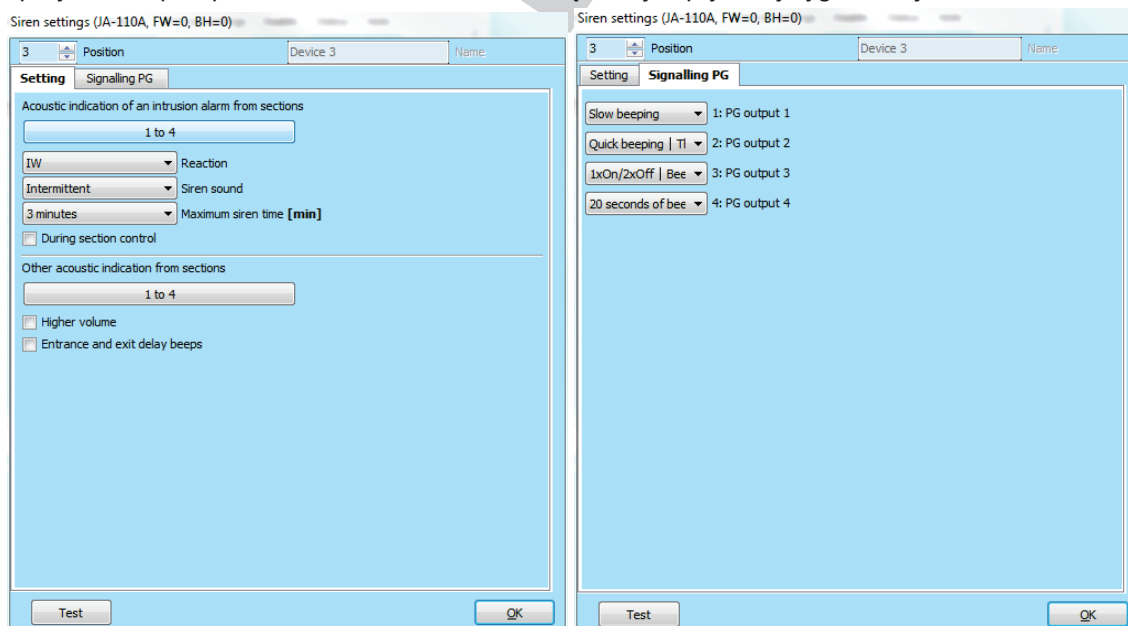 Siren settings (JA-110A, FW=0, BH=0)
3 Position Device 3 Name
Setting Signalling PG
Acoustic indication of an intrusion alarm from sections
1 to 4
IW Reaction
Intermittent Siren sound
3 minutes Maximum siren time [min]
During section control
Other acoustic indication from sections
1 to 4
Higher volume
Entrance and exit delay beeps
Test OK
Siren settings (JA-110A, FW=0, BH=0)
3 Position Device 3 Name
Setting Signalling PG
Slow beeping 1: PG output 1
Quick beeping | Tl 2: PG output 2
1xOn/2xOff | Bee 3: PG output 3
20 seconds of bee 4: PG output 4
Test OK